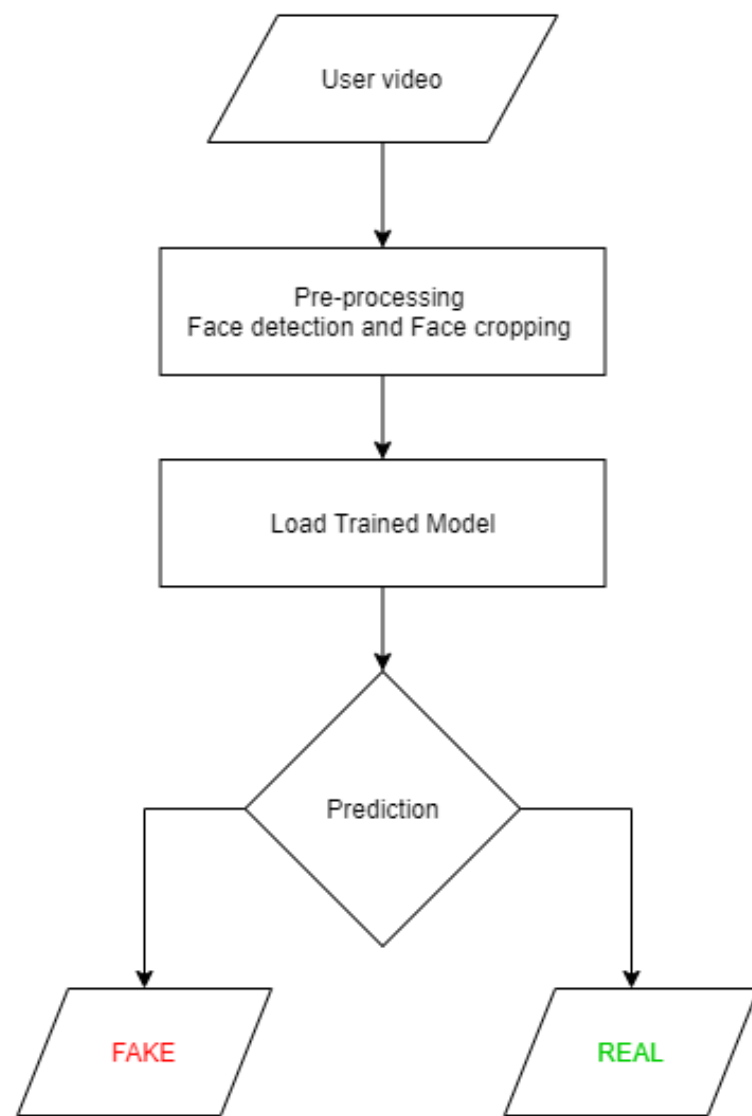 User video
Pre-processing
Face detection and Face cropping
Load Trained Model
Prediction
FAKE
REAL